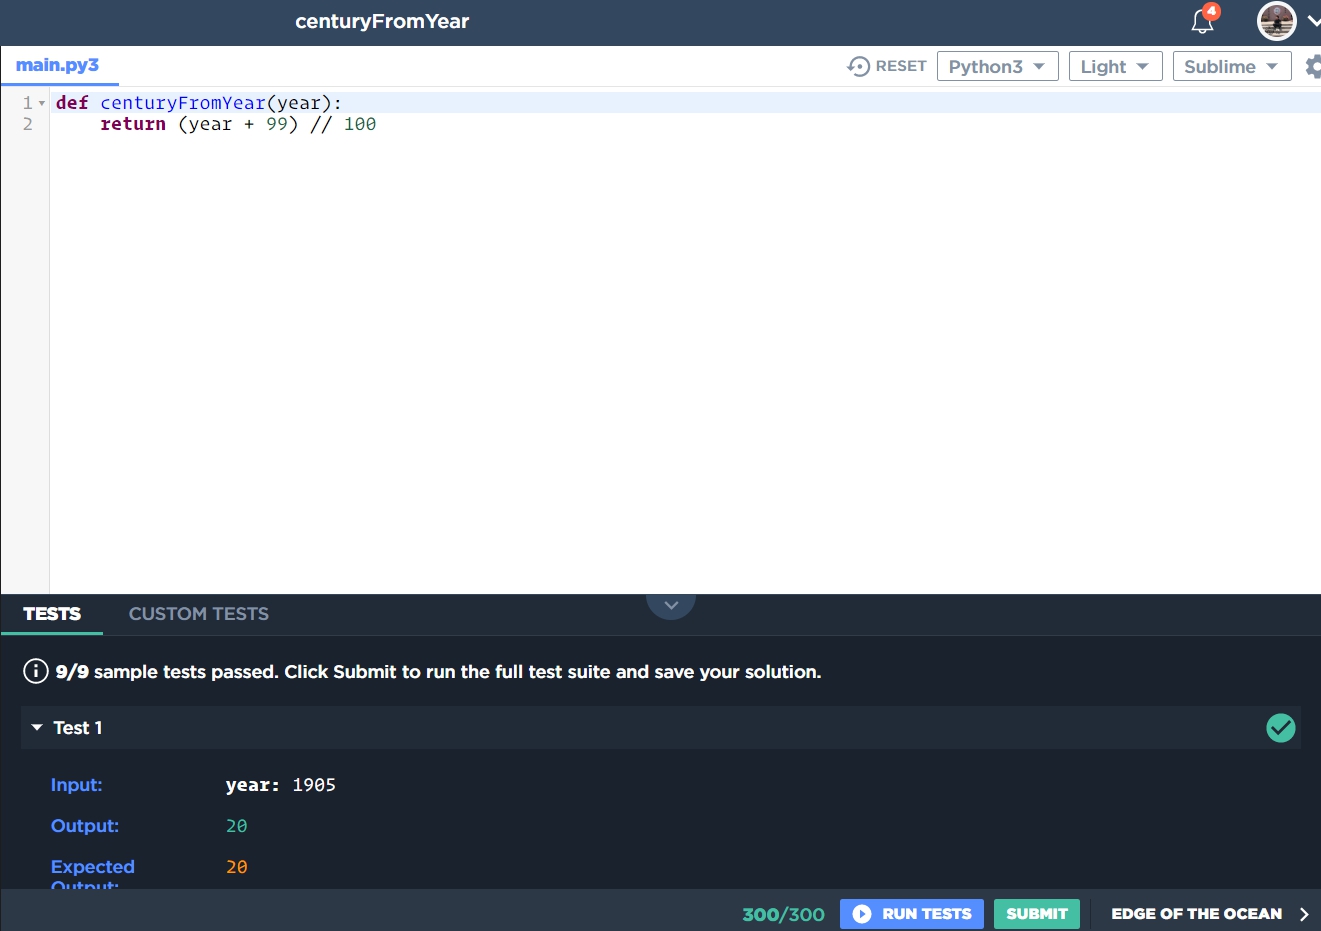 centuryFromYear
4
main.py3
RESET
Python3
Light
Sublime
1 def centuryFromYear(year):
2 return (year + 99) // 100
TESTS CUSTOM TESTS
9/9 sample tests passed. Click Submit to run the full test suite and save your solution.
Test 1
Input: year: 1905
Output: 20
Expected 20
Output:
300/300 RUN TESTS SUBMIT EDGE OF THE OCEAN